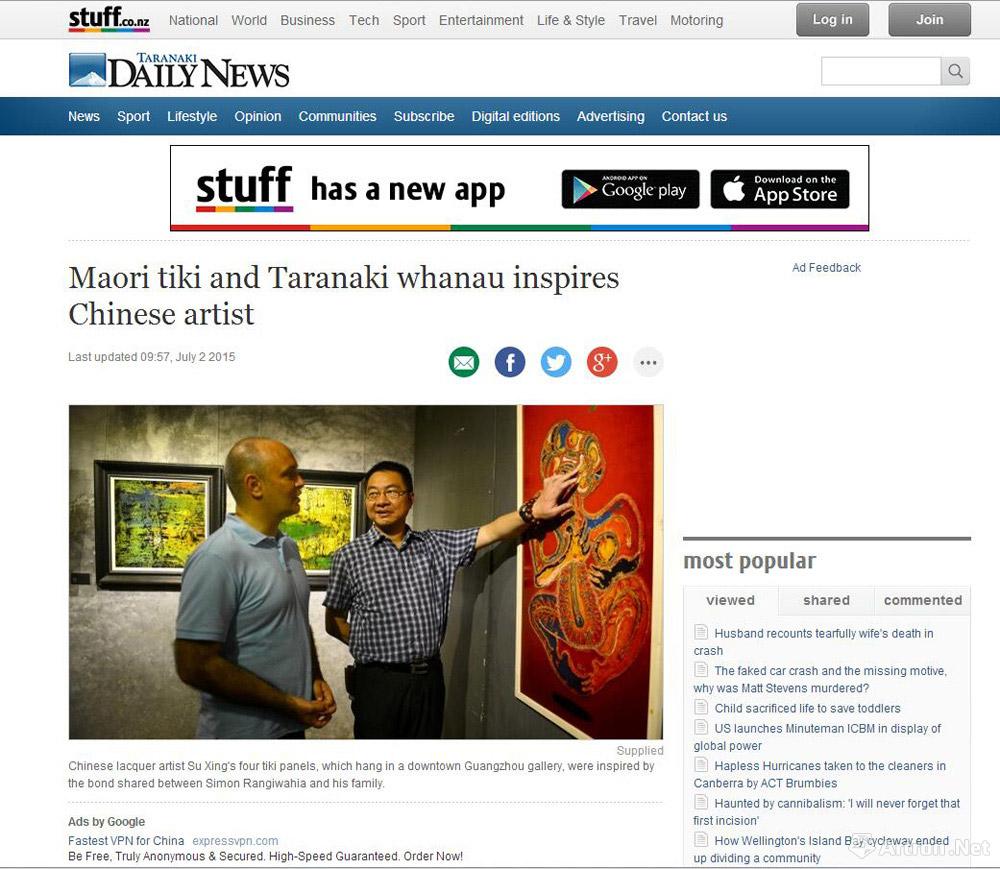 stuff.co.nz
National World Business Tech Sport Entertainment Life & Style Travel Motoring
Log in Join
TARANAKI
DAILY NEWS
News Sport Lifestyle Opinion Communities Subscribe Digital editions Advertising Contact us
stuff has a new app
ANDROID APP ON
Google play
Download on the
App Store
Ad Feedback
Maori tiki and Taranaki whanau inspires
Chinese artist
Last updated 09:57, July 2 2015
f g+
Supplied
Chinese lacquer artist Su Xing's four tiki panels, which hang in a downtown Guangzhou gallery, were inspired by
the bond shared between Simon Rangiwahia and his family.
Ads by Google
Fastest VPN for China expressvpn.com
Be Free, Truly Anonymous & Secured. High-Speed Guaranteed. Order Now!
most popular
viewed shared commented
Husband recounts tearfully wife's death in
crash
The faked car crash and the missing motive,
why was Matt Stevens murdered?
Child sacrificed life to save toddlers
US launches Minuteman ICBM in display of
global power
Hapless Hurricanes taken to the cleaners in
Canberra by ACT Brumbies
Haunted by cannibalism: 'I will never forget that
first incision'
How Wellington's Island Bay cycleway ended
up dividing a community
Artron.Net